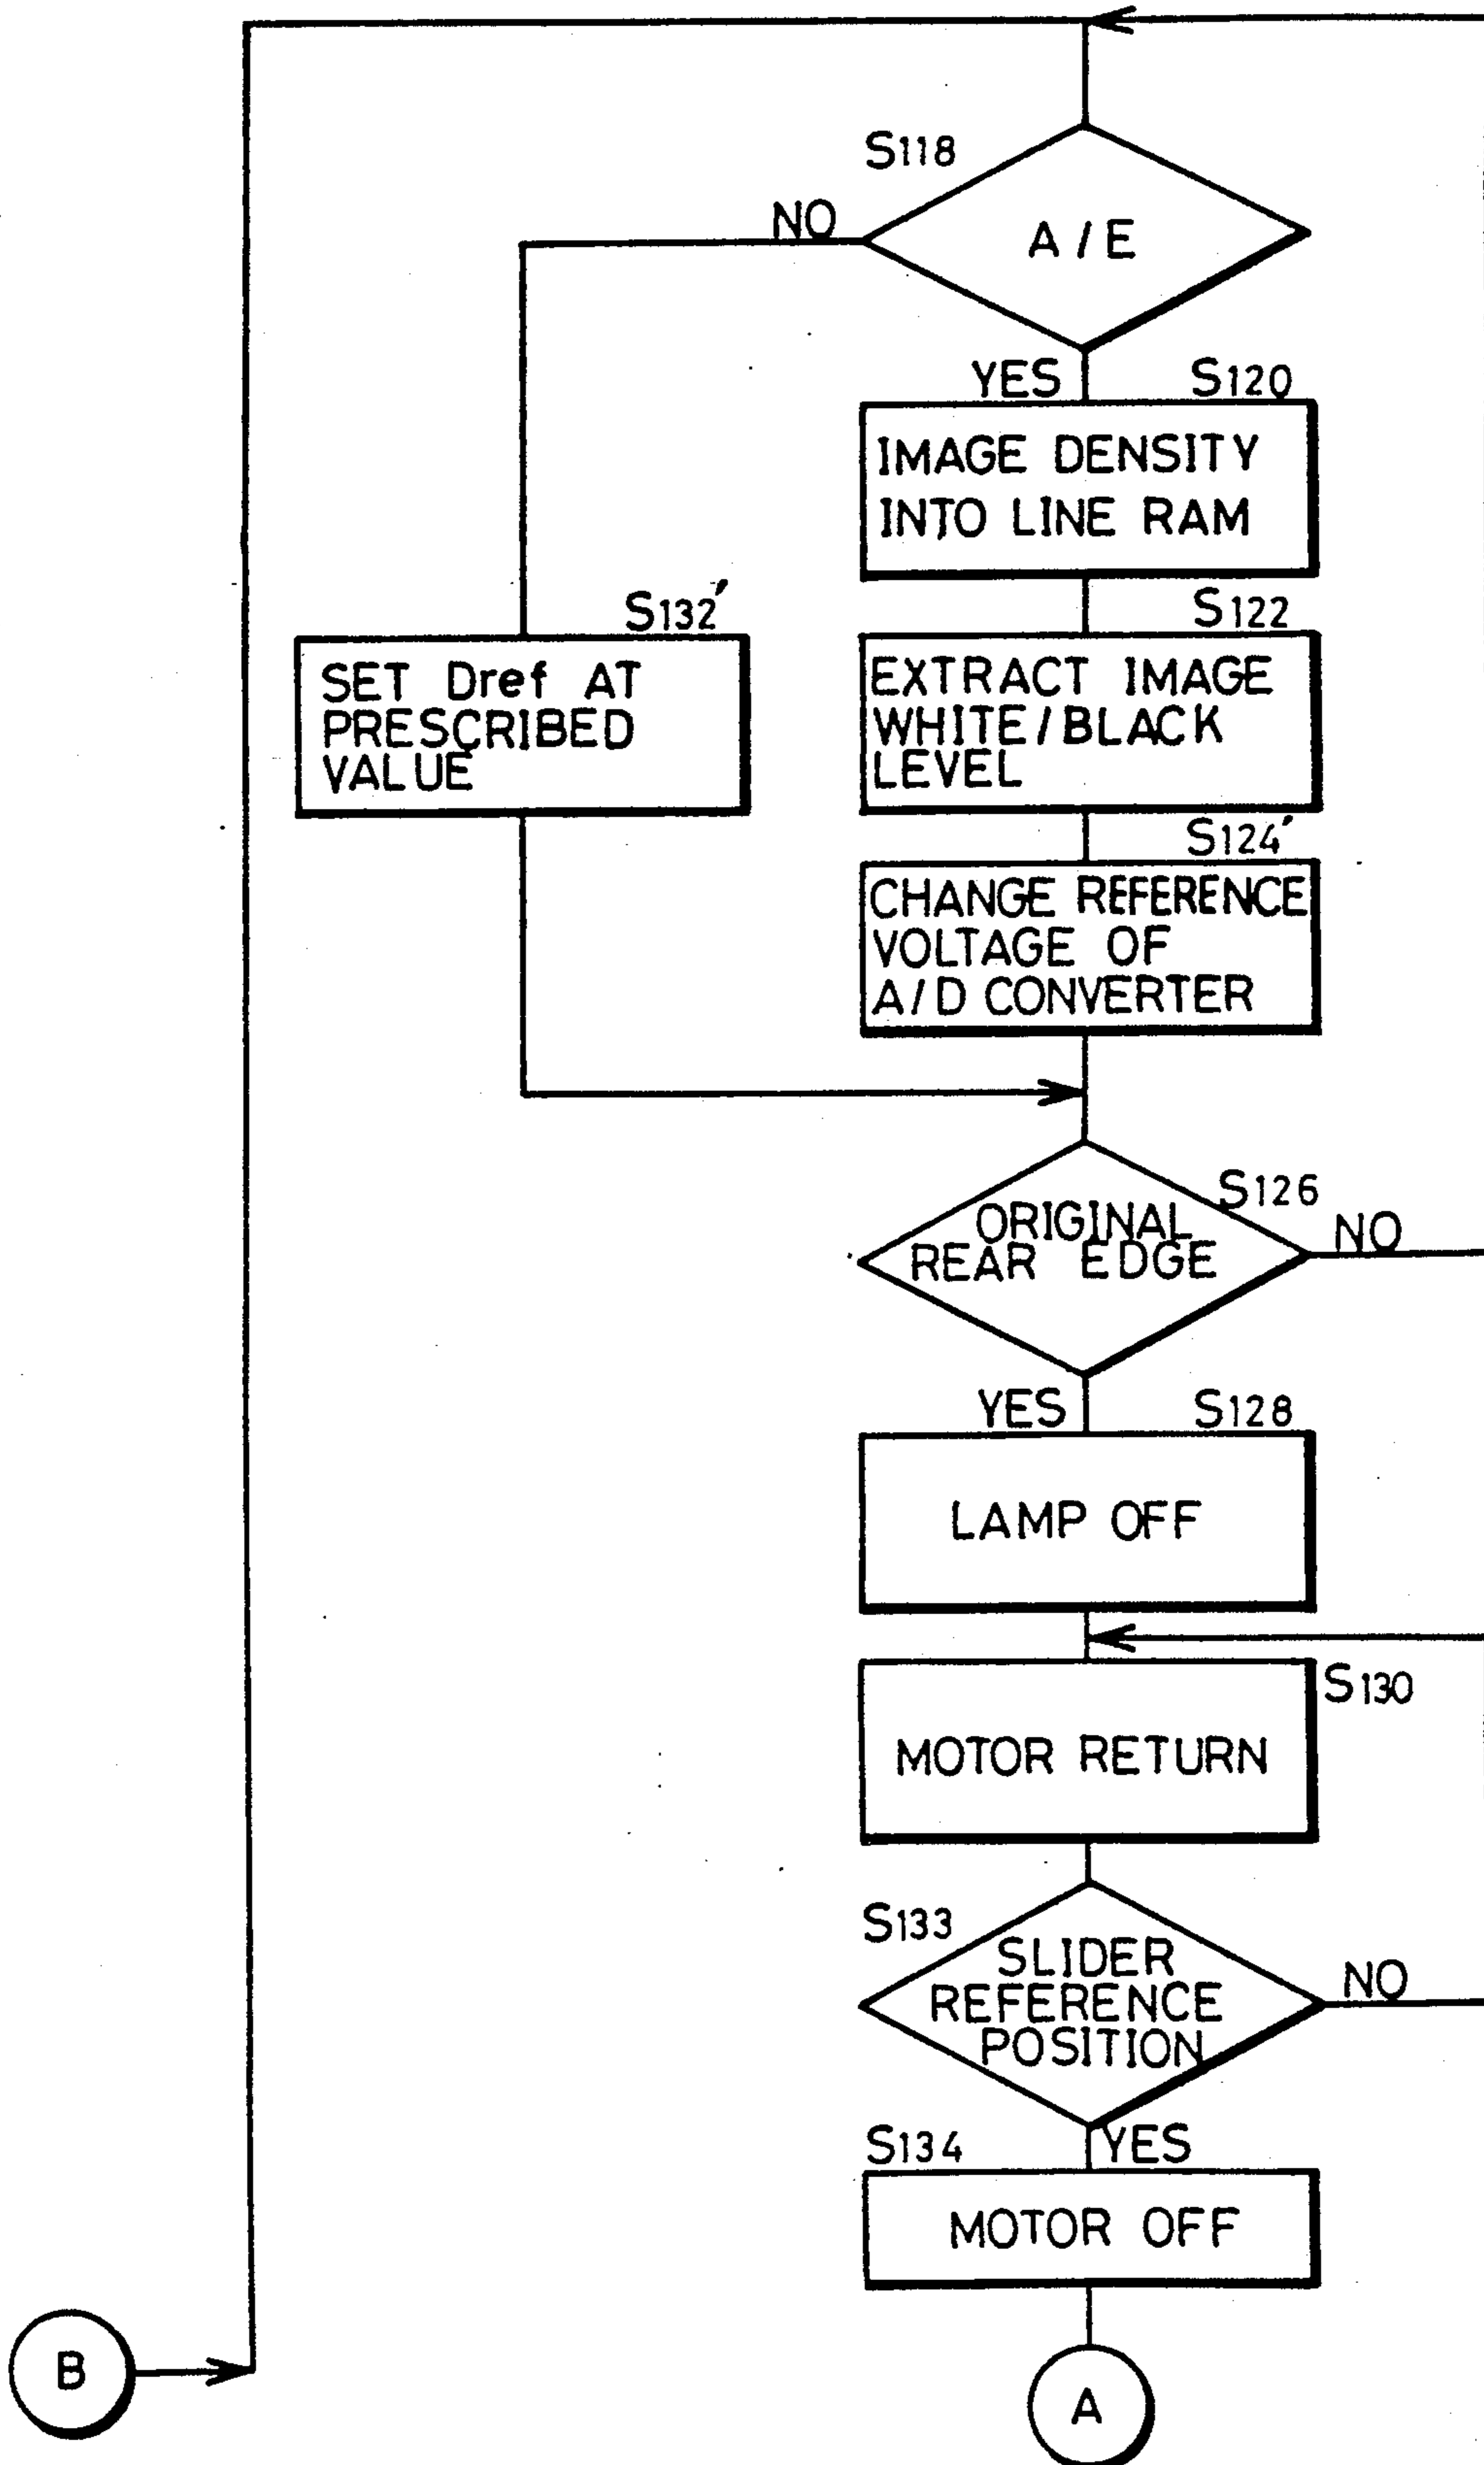 S118
NO
A/E
YES
S120
IMAGE DENSITY
INTO LINE RAM
S132'
SET Dref AT
PRESCRIBED
VALUE
S122
EXTRACT IMAGE
WHITE/BLACK
LEVEL
S124'
CHANGE REFERENCE
VOLTAGE OF
A/D CONVERTER
S126
ORIGINAL
REAR EDGE
NO
YES
S128
LAMP OFF
S130
MOTOR RETURN
S133
SLIDER
REFERENCE
POSITION
NO
S134
YES
MOTOR OFF
B
A